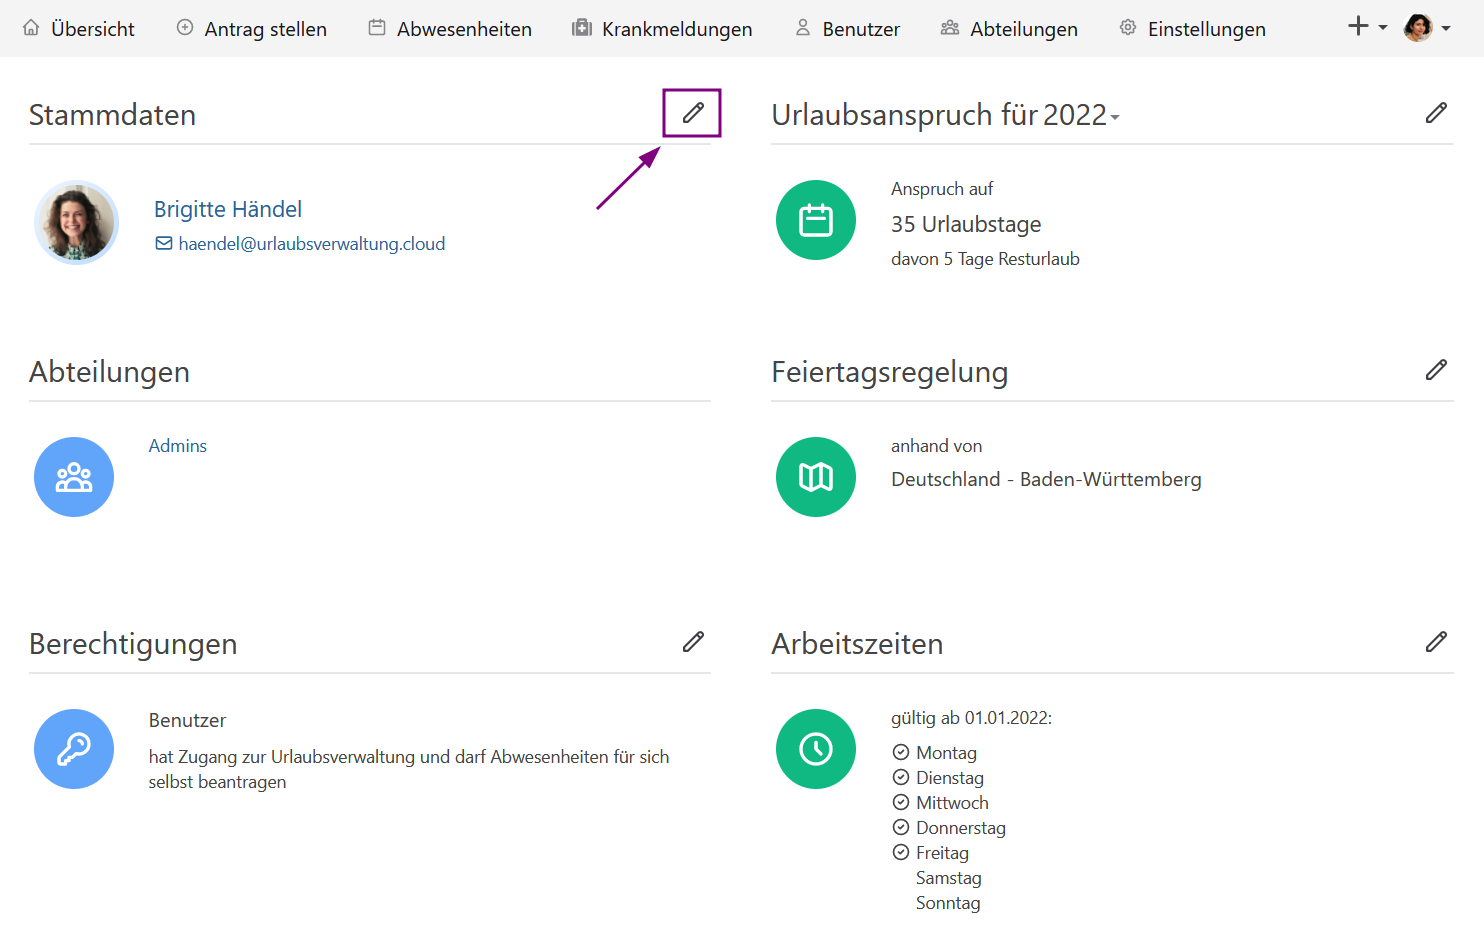 Übersicht Antrag stellen Abwesenheiten Krankmeldungen Benutzer Abteilungen Einstellungen
Stammdaten
Brigitte Händel
haendel@urlaubsverwaltung.cloud
Urlaubsanspruch für 2022
Anspruch auf
35 Urlaubstage
davon 5 Tage Resturlaub
Abteilungen
Admins
Feiertagsregelung
anhand von
Deutschland - Baden-Württemberg
Berechtigungen
Benutzer
hat Zugang zur Urlaubsverwaltung und darf Abwesenheiten für sich
selbst beantragen
Arbeitszeiten
gültig ab 01.01.2022:
Montag
Dienstag
Mittwoch
Donnerstag
Freitag
Samstag
Sonntag